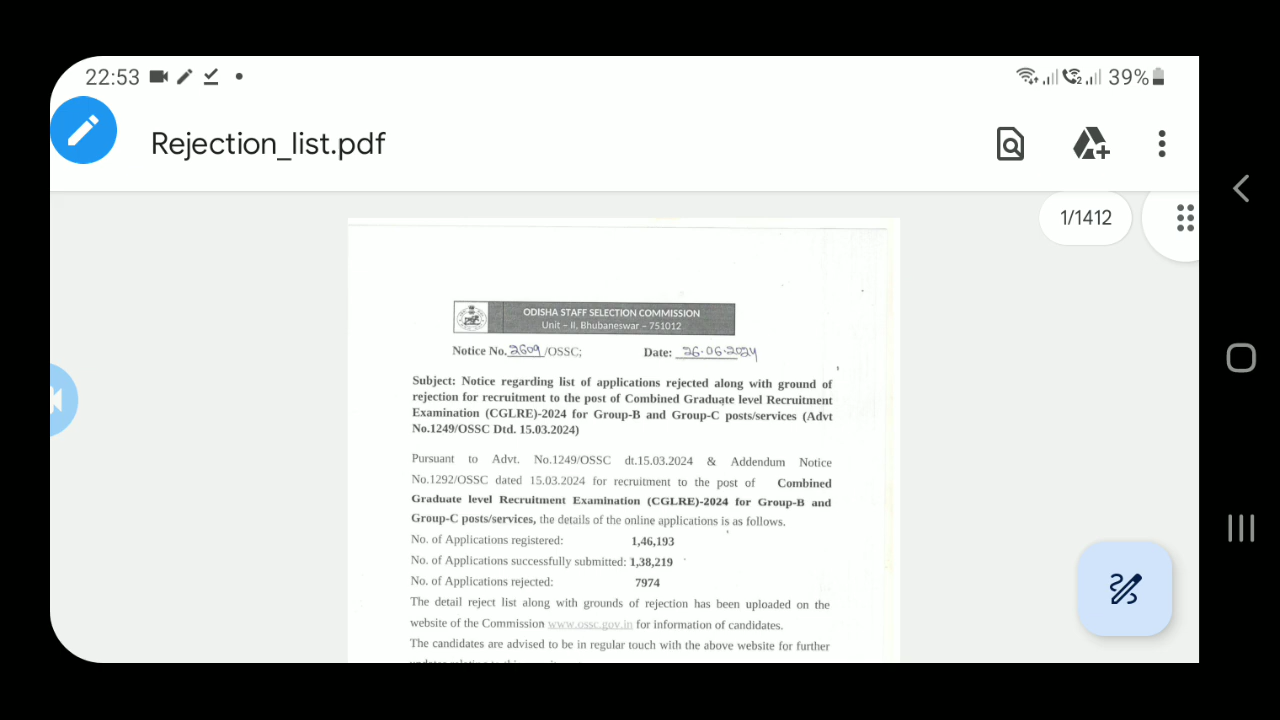 22:53
39%
Rejection_list.pdf
1/1412
ODISHA STAFF SELECTION COMMISSION
Unit – II, Bhubaneswar – 751012
Notice No. 2609 /OSSC; Date: 26.06.2024
Subject: Notice regarding list of applications rejected along with ground of
rejection for recruitment to the post of Combined Graduate level Recruitment
Examination (CGLRE)-2024 for Group-B and Group-C posts/services (Advt
No.1249/OSSC Dtd. 15.03.2024)
Pursuant to Advt. No.1249/OSSC dt.15.03.2024 & Addendum Notice
No.1292/OSSC dated 15.03.2024 for recruitment to the post of Combined
Graduate level Recruitment Examination (CGLRE)-2024 for Group-B and
Group-C posts/services, the details of the online applications is as follows.
No. of Applications registered: 1,46,193
No. of Applications successfully submitted: 1,38,219
No. of Applications rejected: 7974
The detail reject list along with grounds of rejection has been uploaded on the
website of the Commission www.ossc.gov.in for information of candidates.
The candidates are advised to be in regular touch with the above website for further